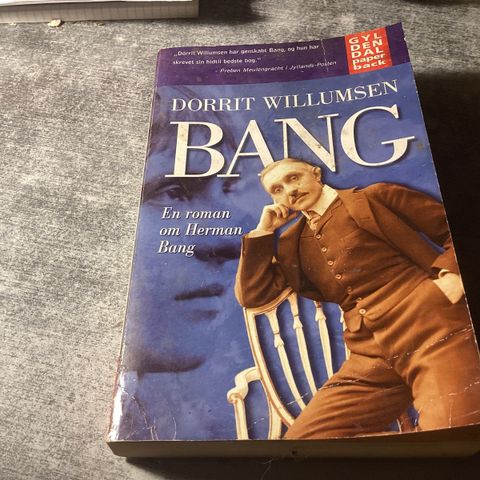 „Dorrit Willumsen har genskabt Bang, og hun har
skrevet sin hidtil bedste bog."
- Preben Meulengracht i Jyllands-Posten
GYL
DEN
DAL
paper
back
DORRIT WILLUMSEN
BANG
En roman
om Herman
Bang